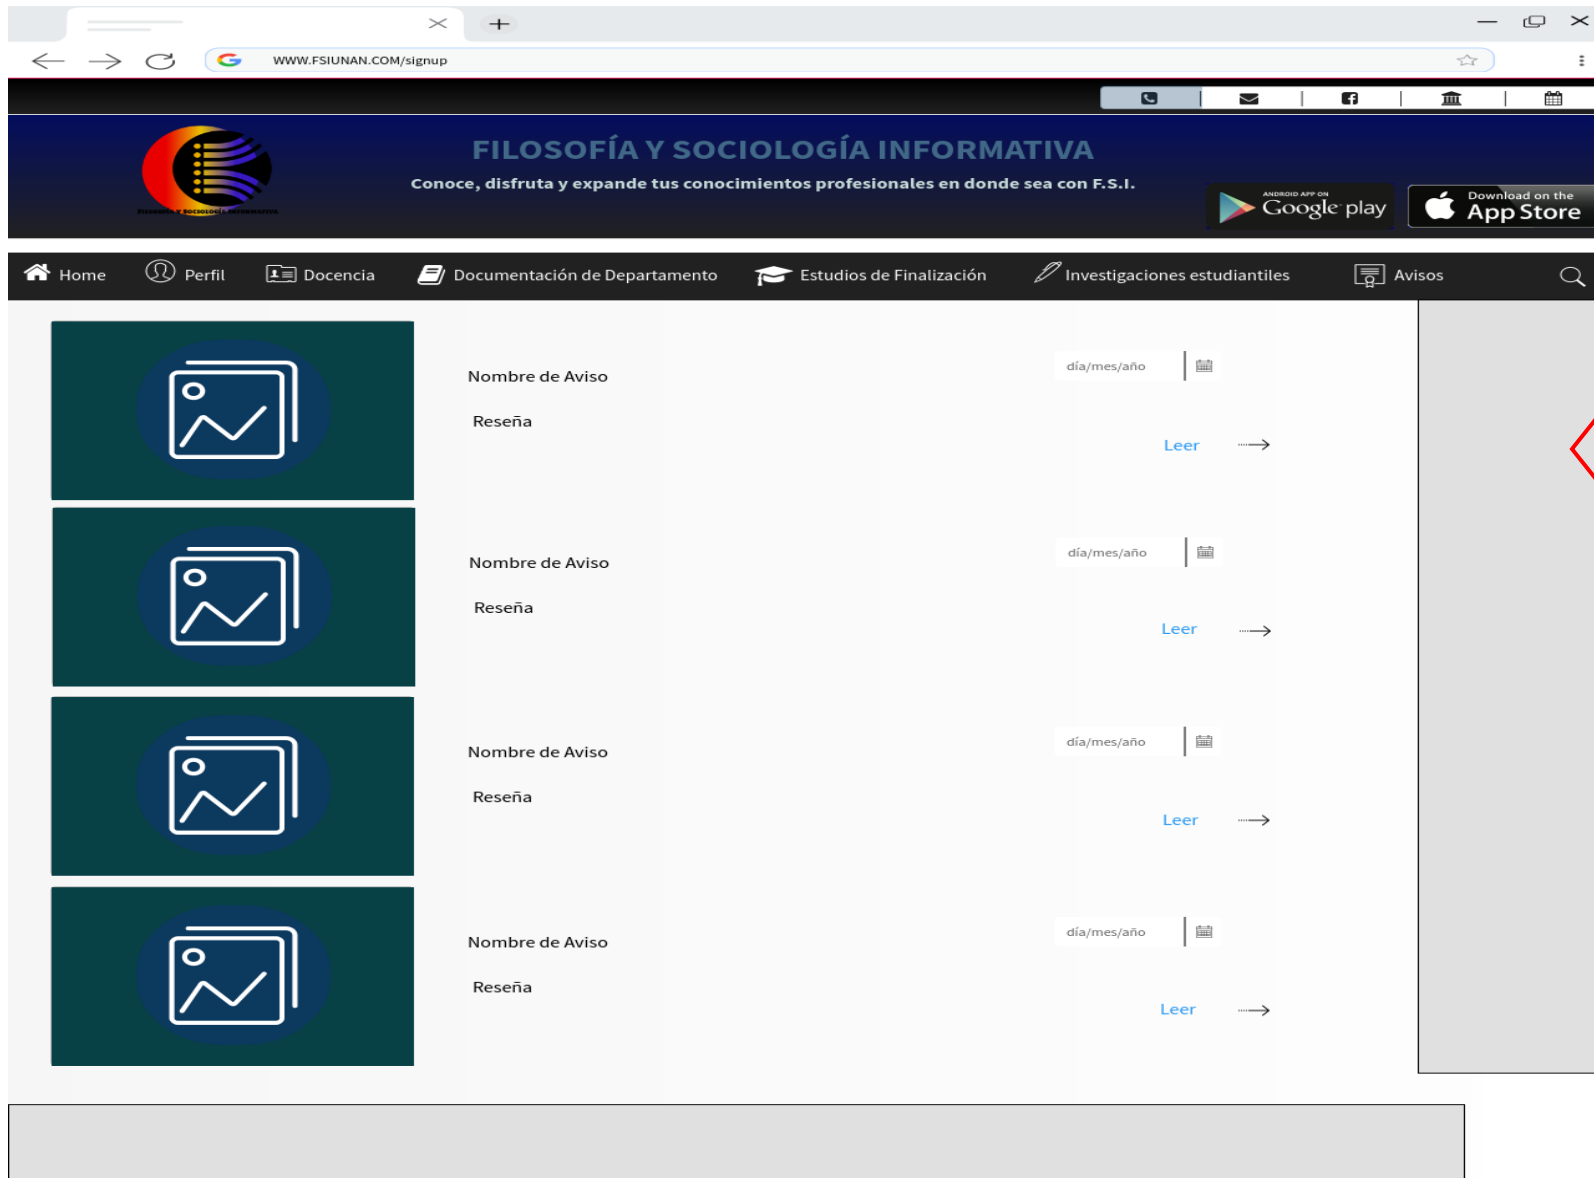 WWW.FSIUNAN.COM/signup
FILOSOFÍA Y SOCIOLOGÍA INFORMATIVA
Conoce, disfruta y expande tus conocimientos profesionales en donde sea con F.S.I.
FILOSOFÍA Y SOCIOLOGÍA INFORMATIVA
ANDROID APP ON
Google play
Download on the
App Store
Home Perfil Docencia Documentación de Departamento Estudios de Finalización Investigaciones estudiantiles Avisos
día/mes/año
Nombre de Aviso
Reseña
Leer
día/mes/año
Nombre de Aviso
Reseña
Leer
día/mes/año
Nombre de Aviso
Reseña
Leer
día/mes/año
Nombre de Aviso
Reseña
Leer